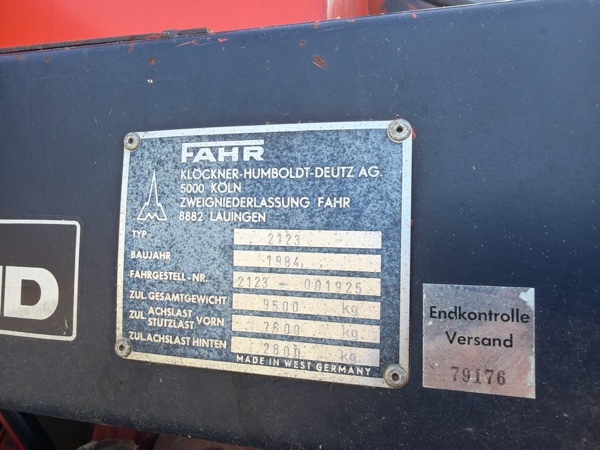 FAHR
KLÖCKNER-HUMBOLDT-DEUTZ AG.
5000 KÖLN
ZWEIGNIEDERLASSUNG FAHR
8882 LAUINGEN
TYP 2123
BAUJAHR 1984
FAHRGESTELL-NR. 2123 - 001925
ZUL. GESAMTGEWICHT 9500 kg
ZUL. ACHSLAST VORN STÜTZLAST 7600 kg
ZUL.ACHSLAST HINTEN 2800 kg
MADE IN WEST GERMANY
Endkontrolle
Versand
79176
ND